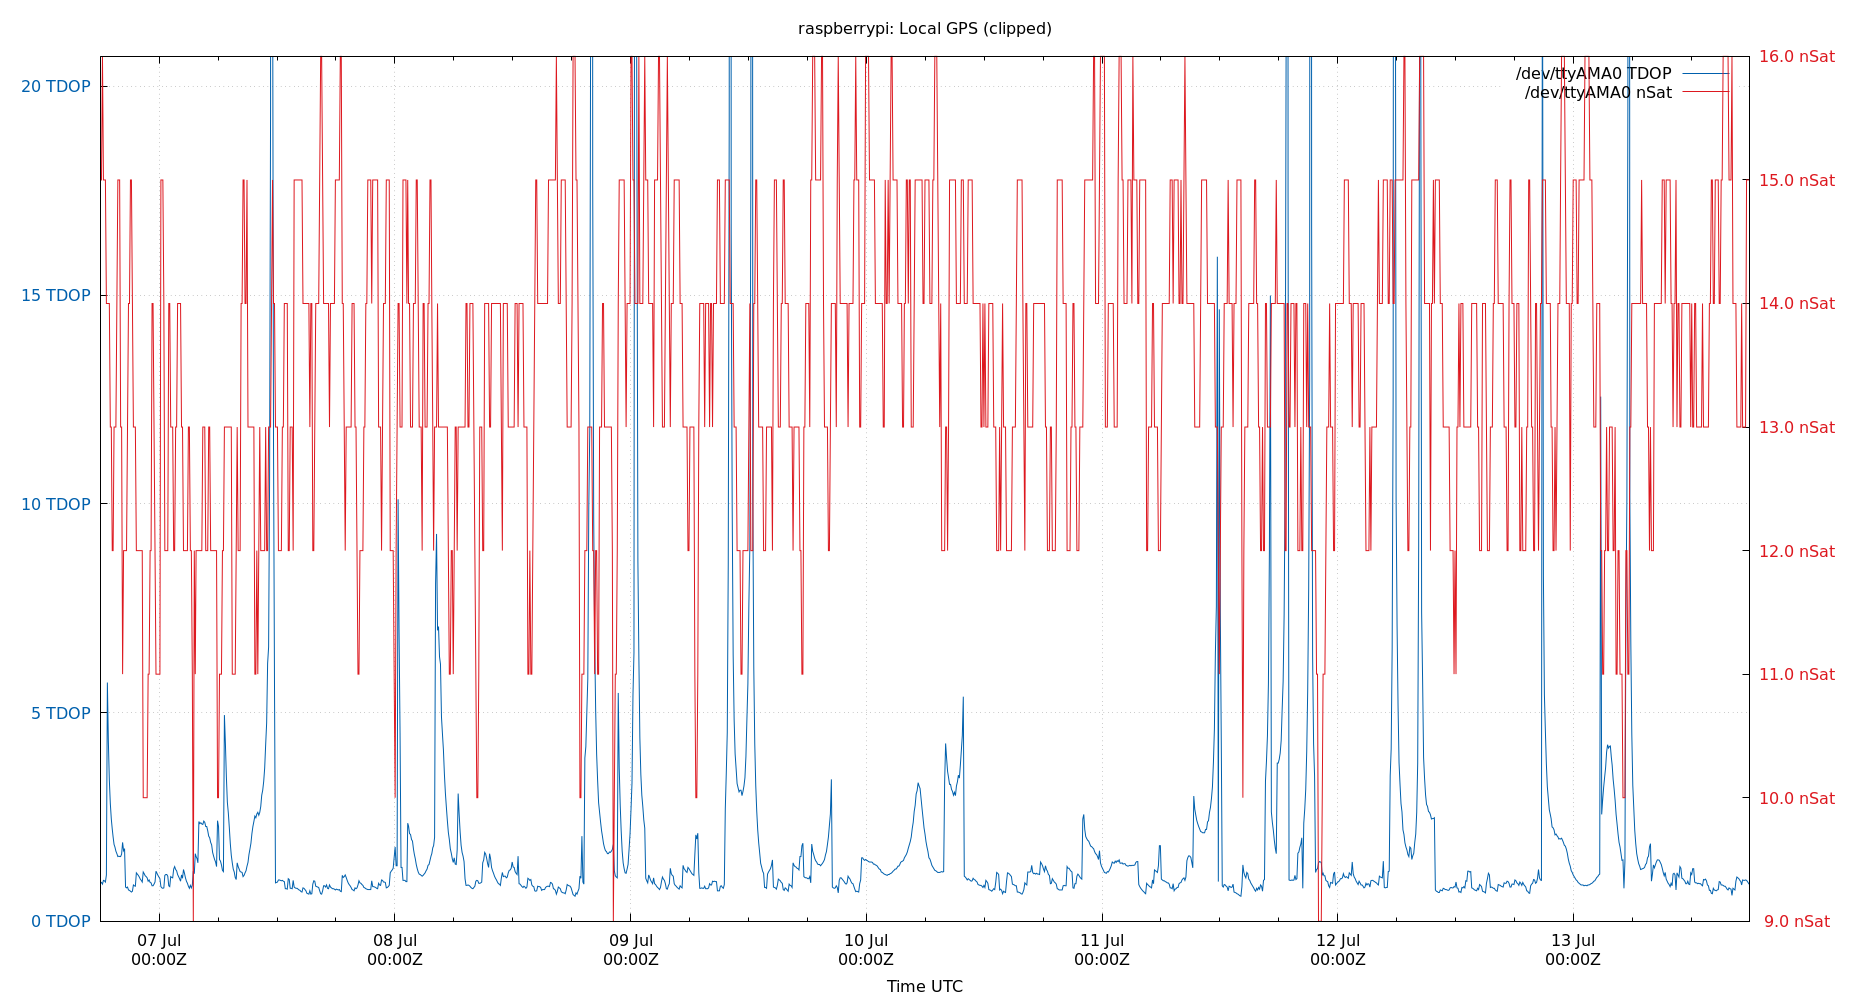 raspberrypi: Local GPS (clipped)
20 TDOP
15 TDOP
10 TDOP
5 TDOP
0 TDOP
/dev/ttyAMA0 TDOP
/dev/ttyAMA0 nSat
16.0 nSat
15.0 nSat
14.0 nSat
13.0 nSat
12.0 nSat
11.0 nSat
10.0 nSat
9.0 nSat
07 Jul
00:00Z
08 Jul
00:00Z
09 Jul
00:00Z
10 Jul
00:00Z
11 Jul
00:00Z
12 Jul
00:00Z
13 Jul
00:00Z
Time UTC